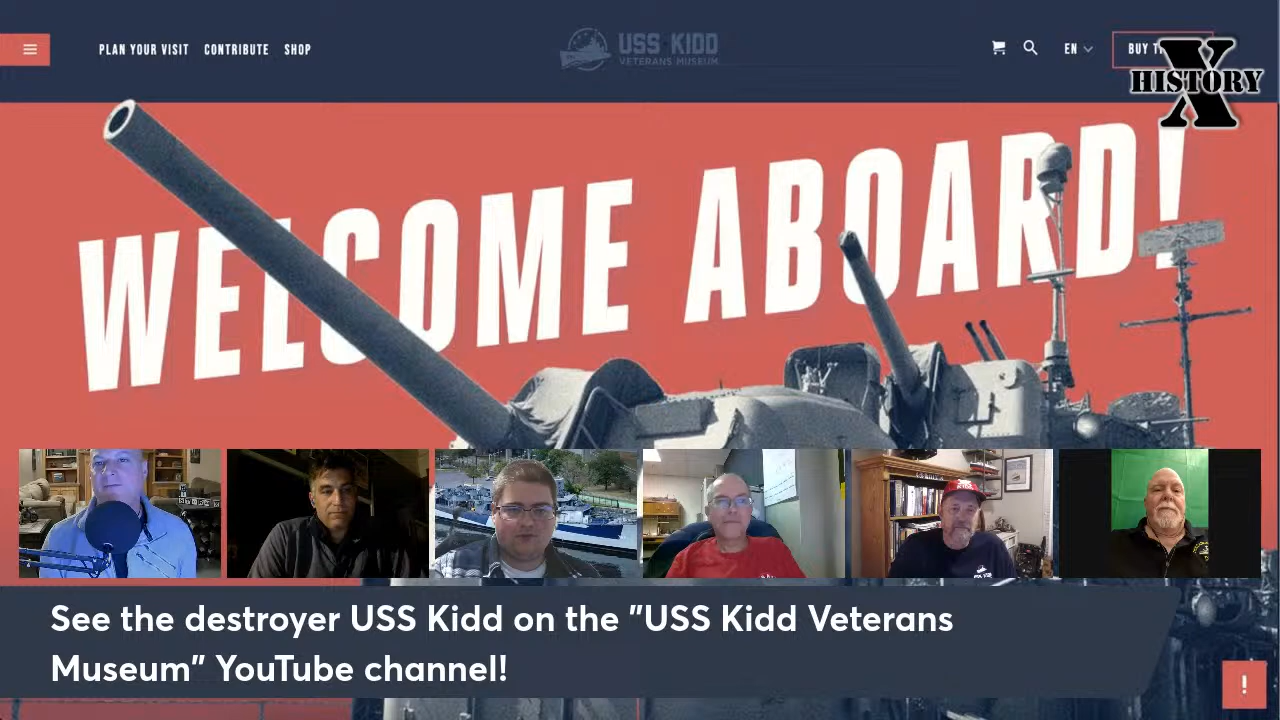 PLAN YOUR VISIT CONTRIBUTE SHOP
USS KIDD
VETERANS MUSEUM
EN
BUY
HISTORY
X
WELCOME ABOARD!
See the destroyer USS Kidd on the "USS Kidd Veterans
Museum" YouTube channel!
!